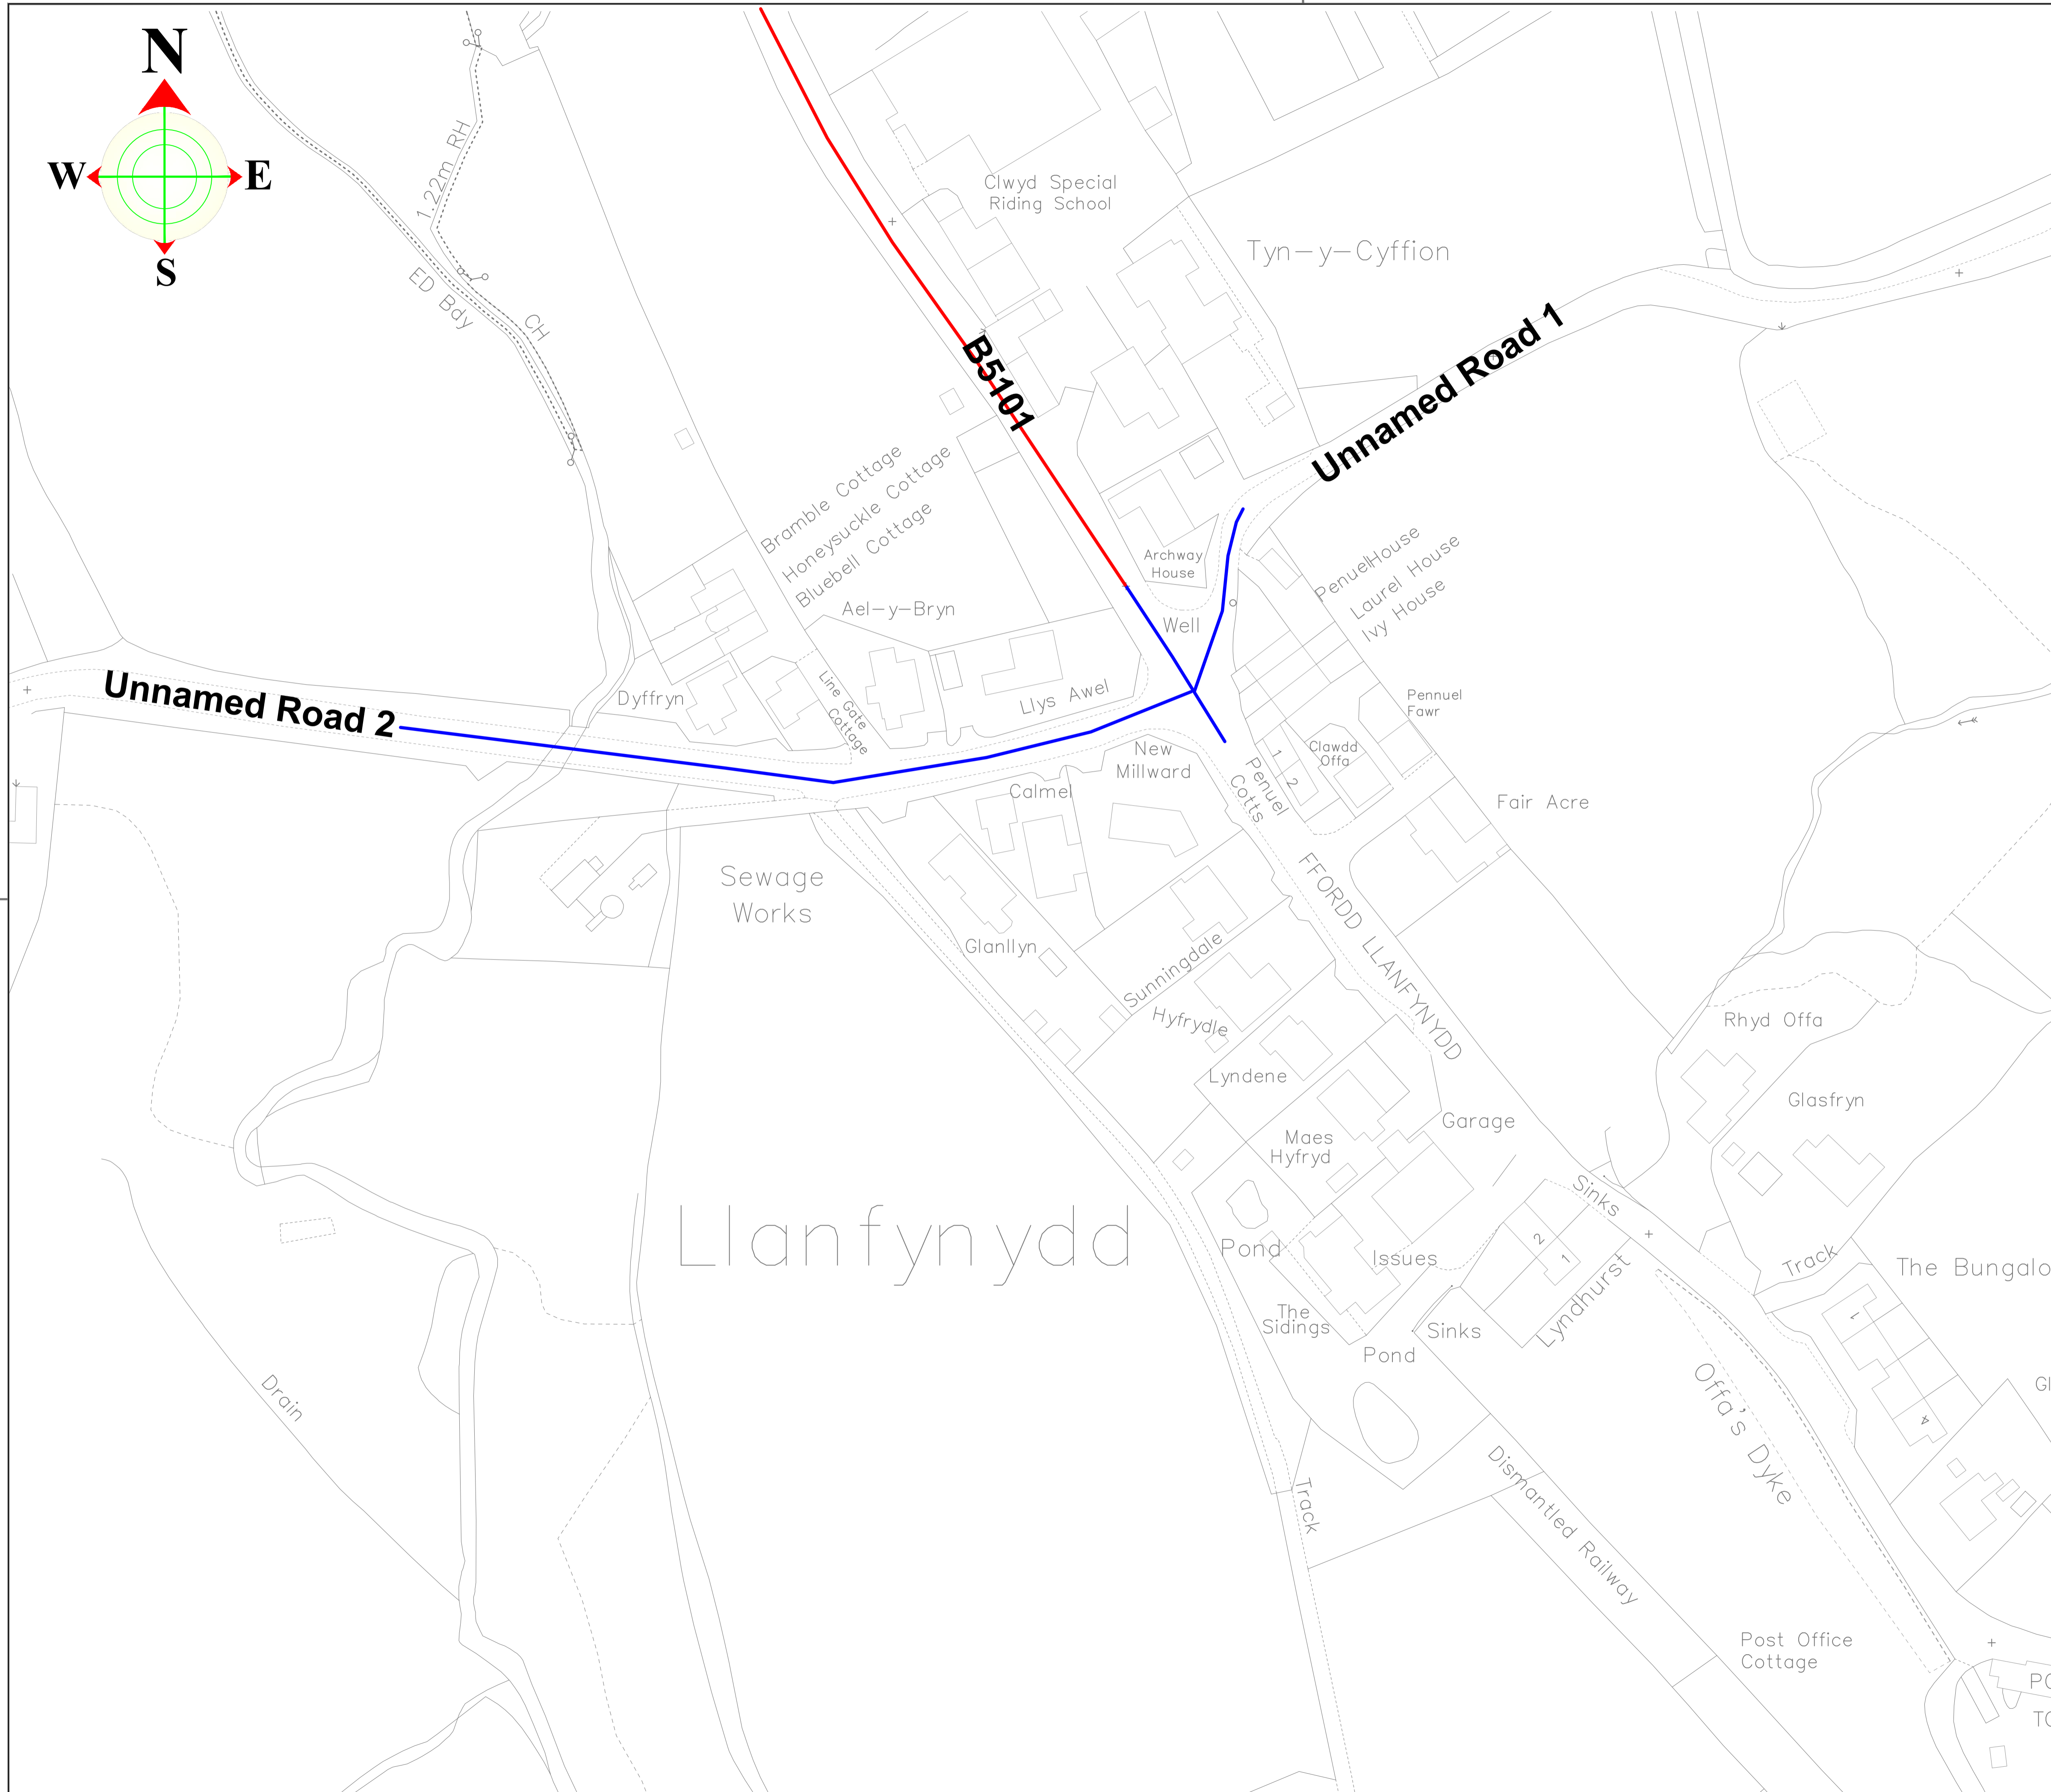 N
W
E
S
1.22m RH
ED Bdy
CH
Clwyd Special
Riding School
Tyn-y-Cyffion
B5101
Unnamed Road 1
Bramble Cottage
Honeysuckle Cottage
Bluebell Cottage
Archway
House
PenuelHouse
Laurel House
Ivy House
Ael-y-Bryn
Well
Unnamed Road 2
Dyffryn
Line Gate
Cottage
Llys Awel
Pennuel
Fawr
New
Millward
1
2
Clawdd
Offa
Penuel
Cotts
Calmel
Fair Acre
Sewage
Works
FFORDD LLANFYNYDD
Glanllyn
Sunningdale
Hyfrydle
Rhyd Offa
Lyndene
Glasfryn
Garage
Maes
Hyfryd
Sinks
Llanfynydd
Pond
Issues
2
1
Track
The Bungalo
Lyndhurst
The
Sidings
Sinks
Pond
1
Offa's Dyke
Gl
4
Drain
Track
Dismantled Railway
Post Office
Cottage
PO
TC